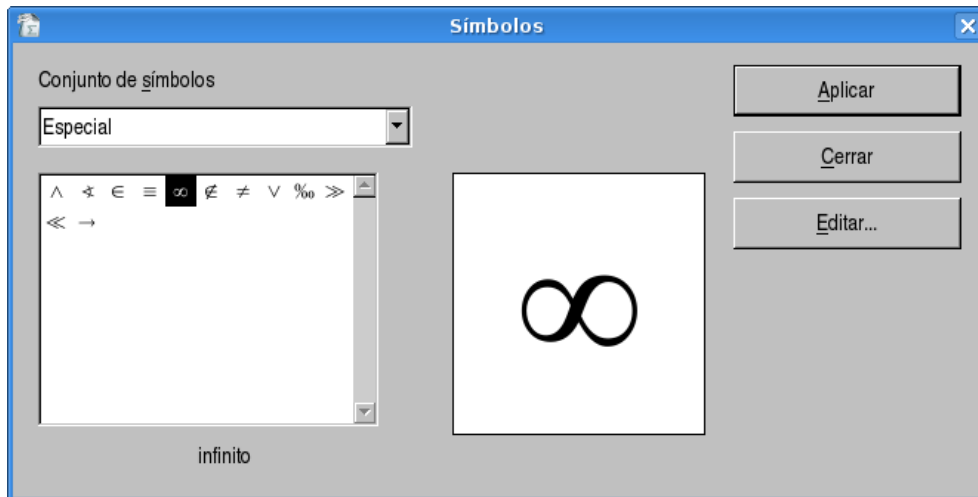 Símbolos
Conjunto de símbolos
Especial
∧ ∢ ∈ ≡ ∞ ∉ ≠ ∨ ‰ ≫
≪ →
∞
infinito
Aplicar
Cerrar
Editar...